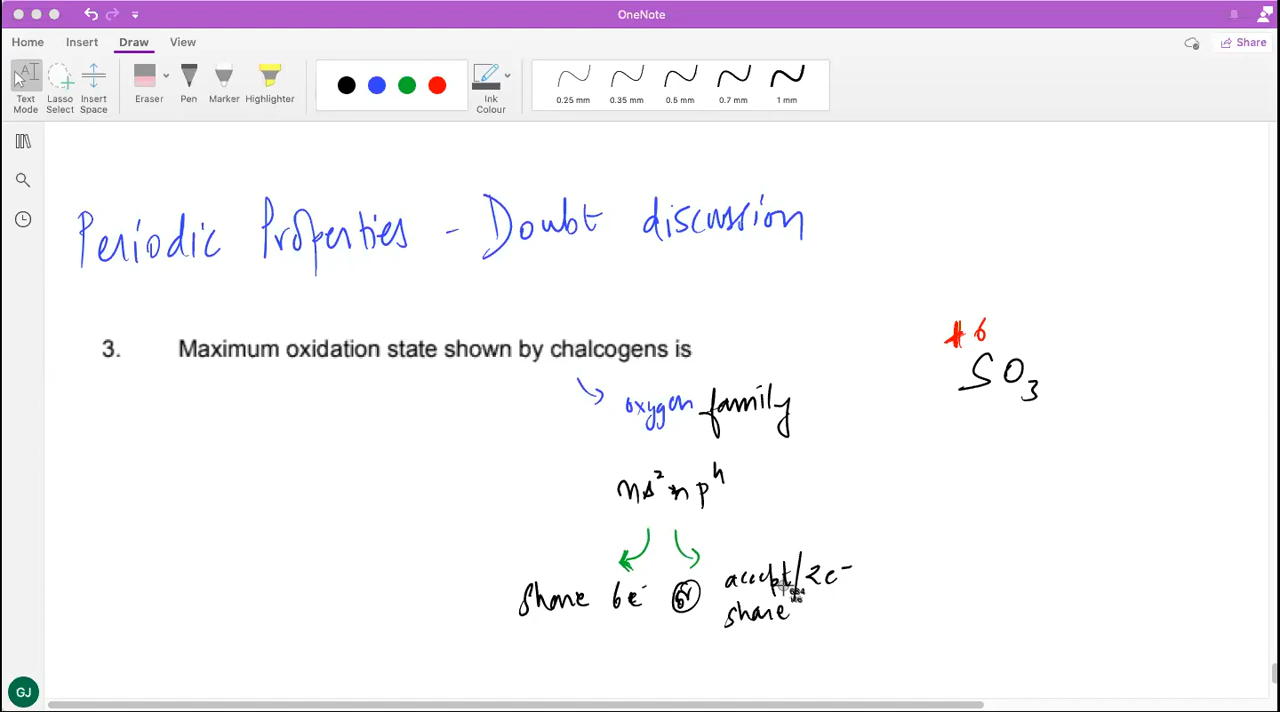 OneNote
Home Insert Draw View
Share
Text Mode
Lasso Select
Insert Space
Eraser
Pen
Marker
Highlighter
Ink Colour
0.25 mm
0.35 mm
0.5 mm
0.7 mm
1 mm
Periodic Properties - Doubt discussion
+6
SO₃
3. Maximum oxidation state shown by chalcogens is
oxygen family
ns² np⁴
share 6e⁻ or accept/2e⁻
share
GJ